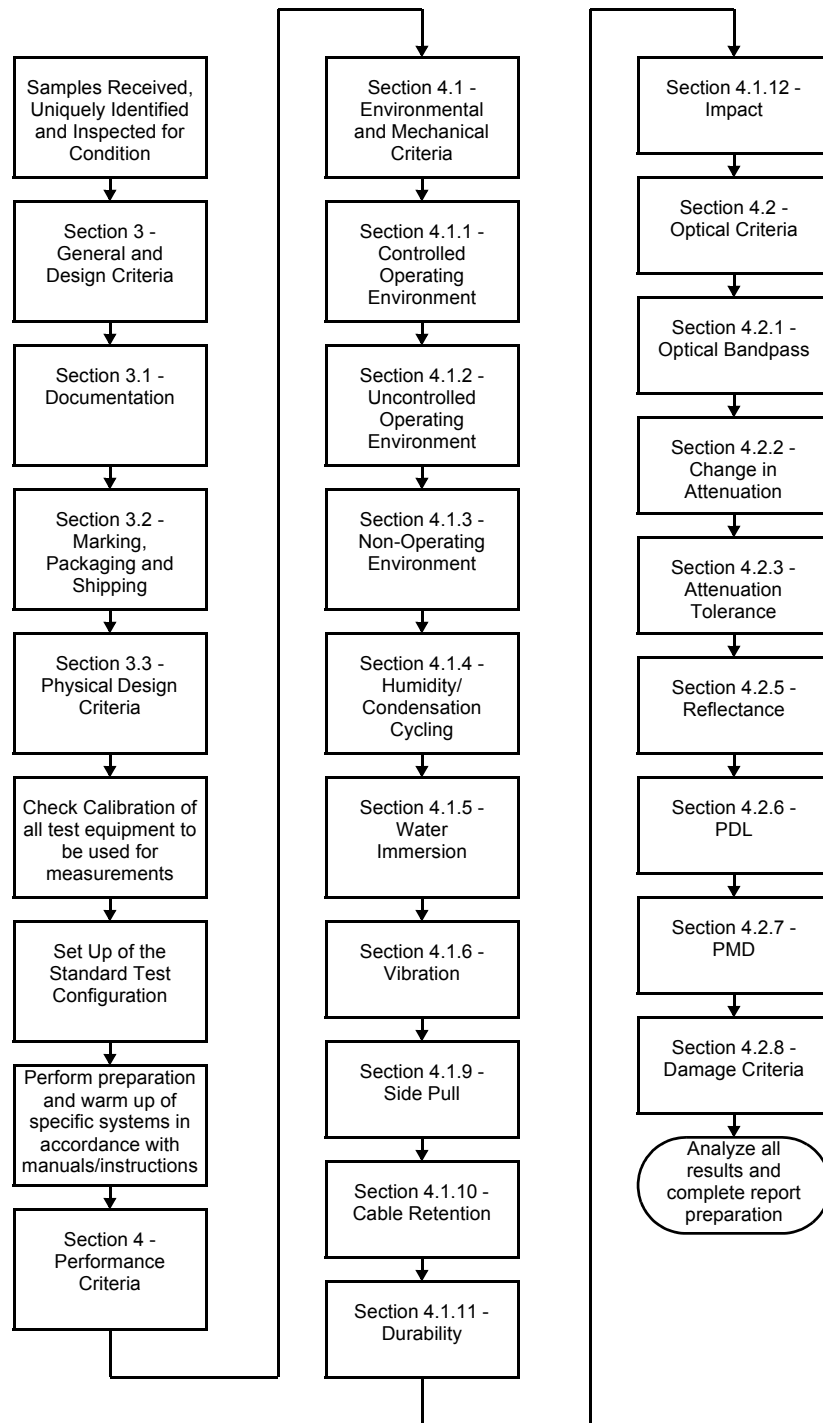 Samples Received,
Uniquely Identified
and Inspected for
Condition
Section 3 -
General and
Design Criteria
Section 3.1 -
Documentation
Section 3.2 -
Marking,
Packaging and
Shipping
Section 3.3 -
Physical Design
Criteria
Check Calibration of
all test equipment to
be used for
measurements
Set Up of the
Standard Test
Configuration
Perform preparation
and warm up of
specific systems in
accordance with
manuals/instructions
Section 4 -
Performance
Criteria
Section 4.1 -
Environmental
and Mechanical
Criteria
Section 4.1.1 -
Controlled
Operating
Environment
Section 4.1.2 -
Uncontrolled
Operating
Environment
Section 4.1.3 -
Non-Operating
Environment
Section 4.1.4 -
Humidity/
Condensation
Cycling
Section 4.1.5 -
Water
Immersion
Section 4.1.6 -
Vibration
Section 4.1.9 -
Side Pull
Section 4.1.10 -
Cable Retention
Section 4.1.11 -
Durability
Section 4.1.12 -
Impact
Section 4.2 -
Optical Criteria
Section 4.2.1 -
Optical Bandpass
Section 4.2.2 -
Change in
Attenuation
Section 4.2.3 -
Attenuation
Tolerance
Section 4.2.5 -
Reflectance
Section 4.2.6 -
PDL
Section 4.2.7 -
PMD
Section 4.2.8 -
Damage Criteria
Analyze all
results and
complete report
preparation